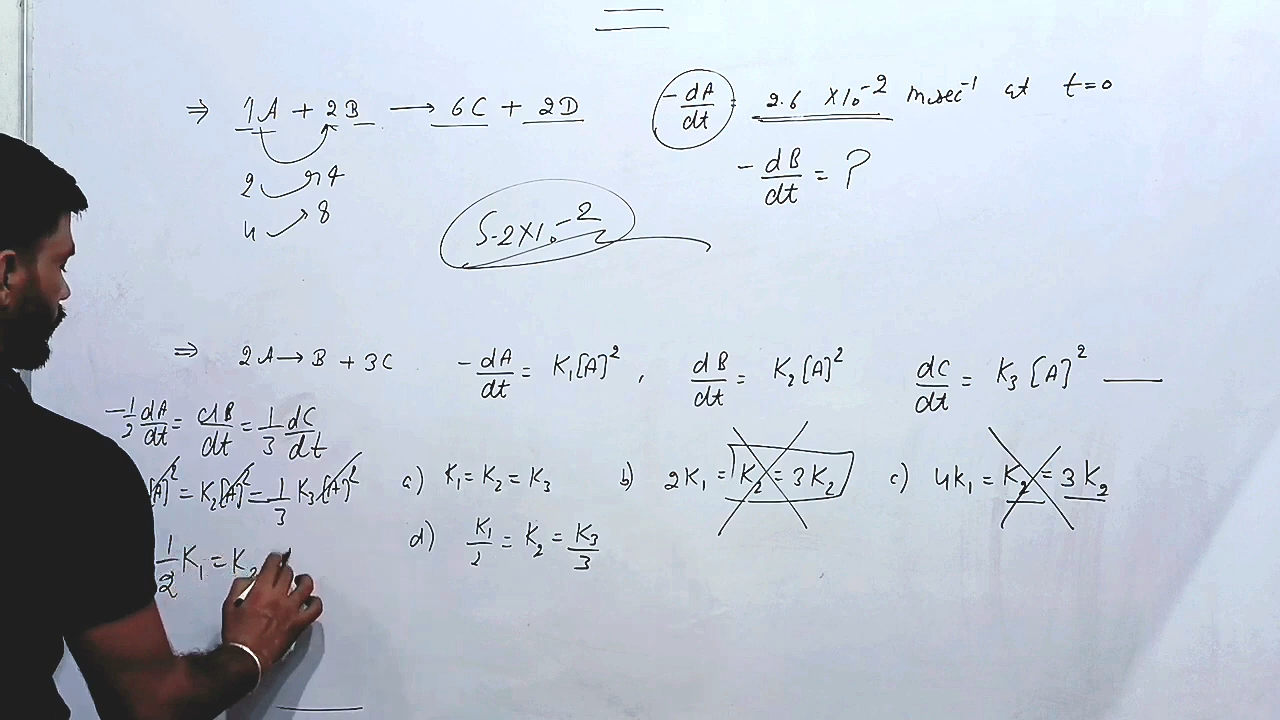 ⇒ 1A + 2B ⟶ 6C + 2D -dA/dt = 2.6 × 10⁻² m sec⁻¹ at t=0
2 → 4
4 → 8
-dB/dt = ?
5.2×10⁻²
⇒ 2A → B + 3C -dA/dt = K₁[A]², dB/dt = K₂[A]² dC/dt = K₃[A]²
-1/2 dA/dt = dB/dt = 1/3 dC/dt
[A]² = K₂[A]² = 1/3 K₃[A]²
a) K₁ = K₂ = K₃ b) 2K₁ = K₂ = 3K₂ c) 4K₁ = K₂ = 3K₂
d) K₁/2 = K₂ = K₃/3
1/2 K₁ = K₂